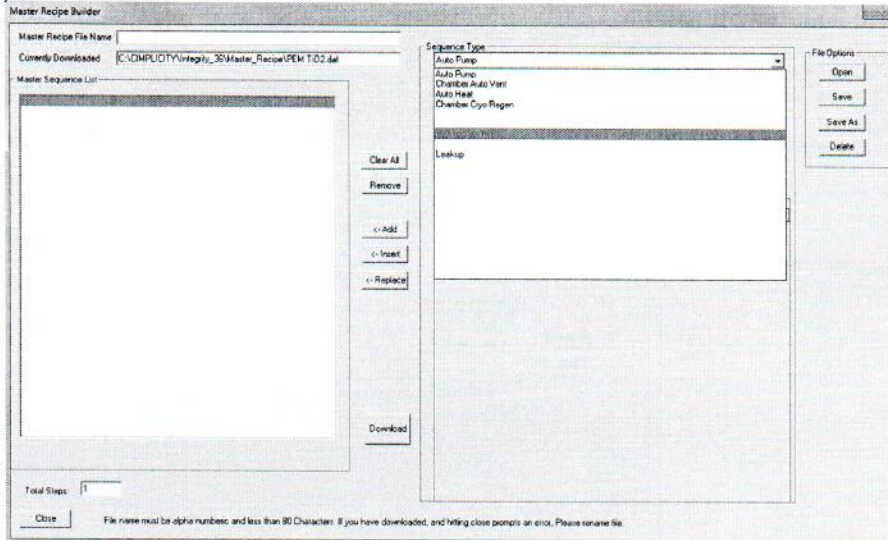 Master Recipe Builder
Master Recipe File Name
Currently Downloaded C:\CIMPLICITY\Integrity_36\Master_Recipe\PEM TiO2.dat
Master Sequence List
Clear All
Remove
<- Add
<- Insert
<- Replace
Download
Sequence Type
Auto Pump
Auto Pump
Chamber Auto Vent
Auto Heat
Chamber Cryo Regen
Leakup
File Options
Open
Save
Save As
Delete
Total Steps 1
Close
File name must be alpha numberic and less than 80 Characters. If you have downloaded, and hitting close prompts an error, Please rename file.